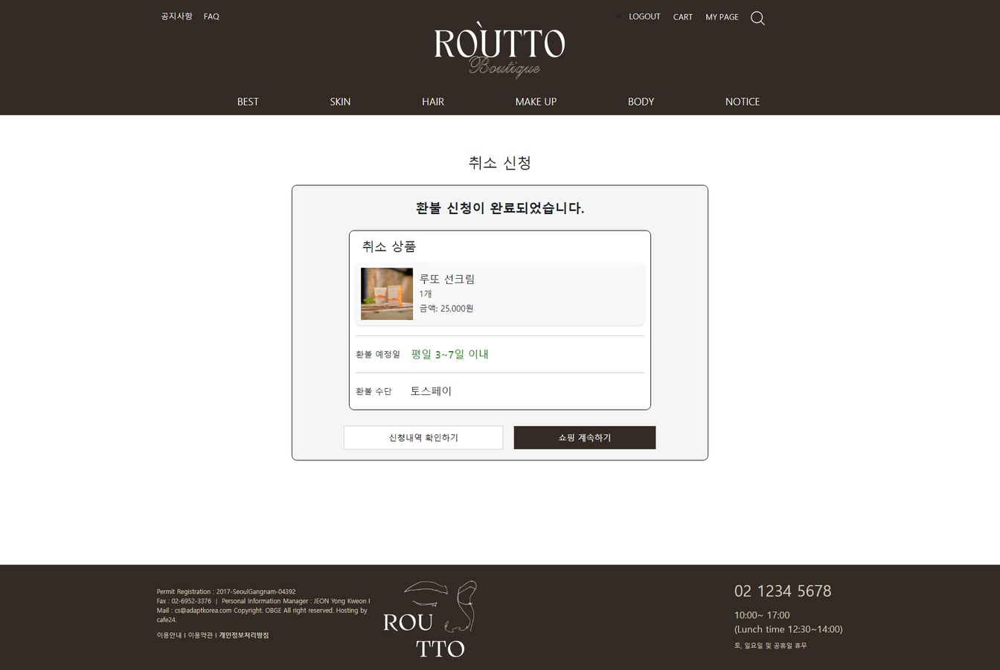 공지사항 FAQ
LOGOUT CART MY PAGE
ROÙTTO
Boutique
BEST SKIN HAIR MAKE UP BODY NOTICE
취소 신청
환불 신청이 완료되었습니다.
취소 상품
루또 선크림
1개
금액: 25,000원
환불 예정일 평일 3~7일 이내
환불 수단 토스페이
신청내역 확인하기 쇼핑 계속하기
Permit Registration : 2017-SeoulGangnam-04392
Fax : 02-6952-3376 | Personal Information Manager : JEON Yong Kweon I
Mail : cs@adaptkorea.com Copyright. OBGE All right reserved. Hosting by
cafe24.
이용안내 I 이용약관 I 개인정보처리방침
ROU
TTO
02 1234 5678
10:00~ 17:00
(Lunch time 12:30~14:00)
토, 일요일 및 공휴일 휴무